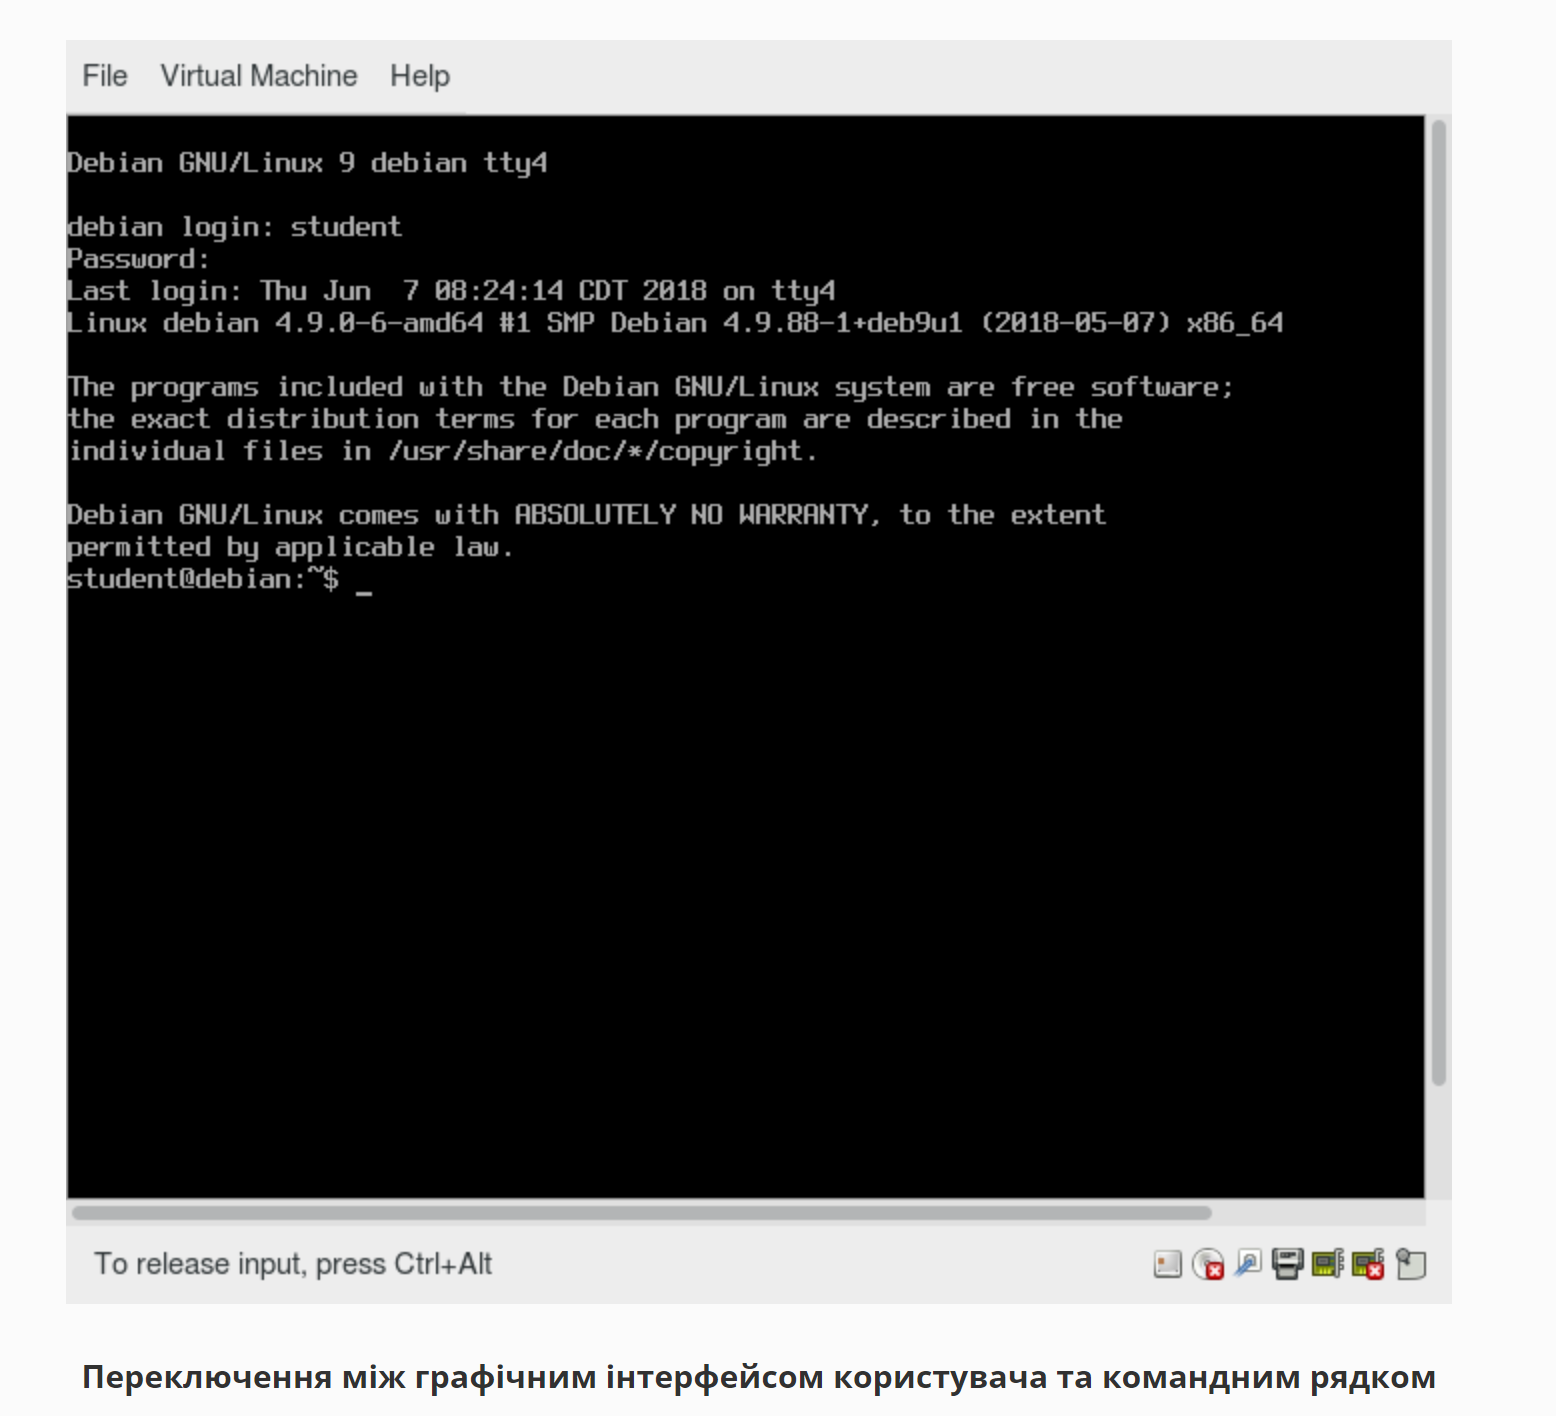 File Virtual Machine Help
Debian GNU/Linux 9 debian tty4
debian login: student
Password:
Last login: Thu Jun  7 08:24:14 CDT 2018 on tty4
Linux debian 4.9.0-6-amd64 #1 SMP Debian 4.9.88-1+deb9u1 (2018-05-07) x86_64
The programs included with the Debian GNU/Linux system are free software;
the exact distribution terms for each program are described in the
individual files in /usr/share/doc/*/copyright.
Debian GNU/Linux comes with ABSOLUTELY NO WARRANTY, to the extent
permitted by applicable law.
student@debian:~$ _
To release input, press Ctrl+Alt
Переключення між графічним інтерфейсом користувача та командним рядком